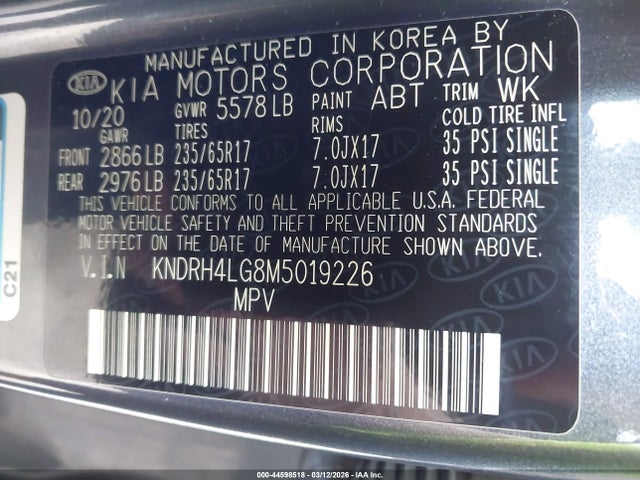 MANUFACTURED IN KOREA BY
KIA KIA MOTORS CORPORATION
10/20 GVWR 5578 LB PAINT ABT TRIM WK
GAWR TIRES RIMS COLD TIRE INFL
FRONT 2866 LB 235/65R17 7.0JX17 35 PSI SINGLE
REAR 2976 LB 235/65R17 7.0JX17 35 PSI SINGLE
THIS VEHICLE CONFORMS TO ALL APPLICABLE U.S.A. FEDERAL
MOTOR VEHICLE SAFETY AND THEFT PREVENTION STANDARDS
IN EFFECT ON THE DATE OF MANUFACTURE SHOWN ABOVE.
V.I.N KNDRH4LG8M5019226
MPV
C21
000-44598518 - 03/12/2026 - IAA Inc.